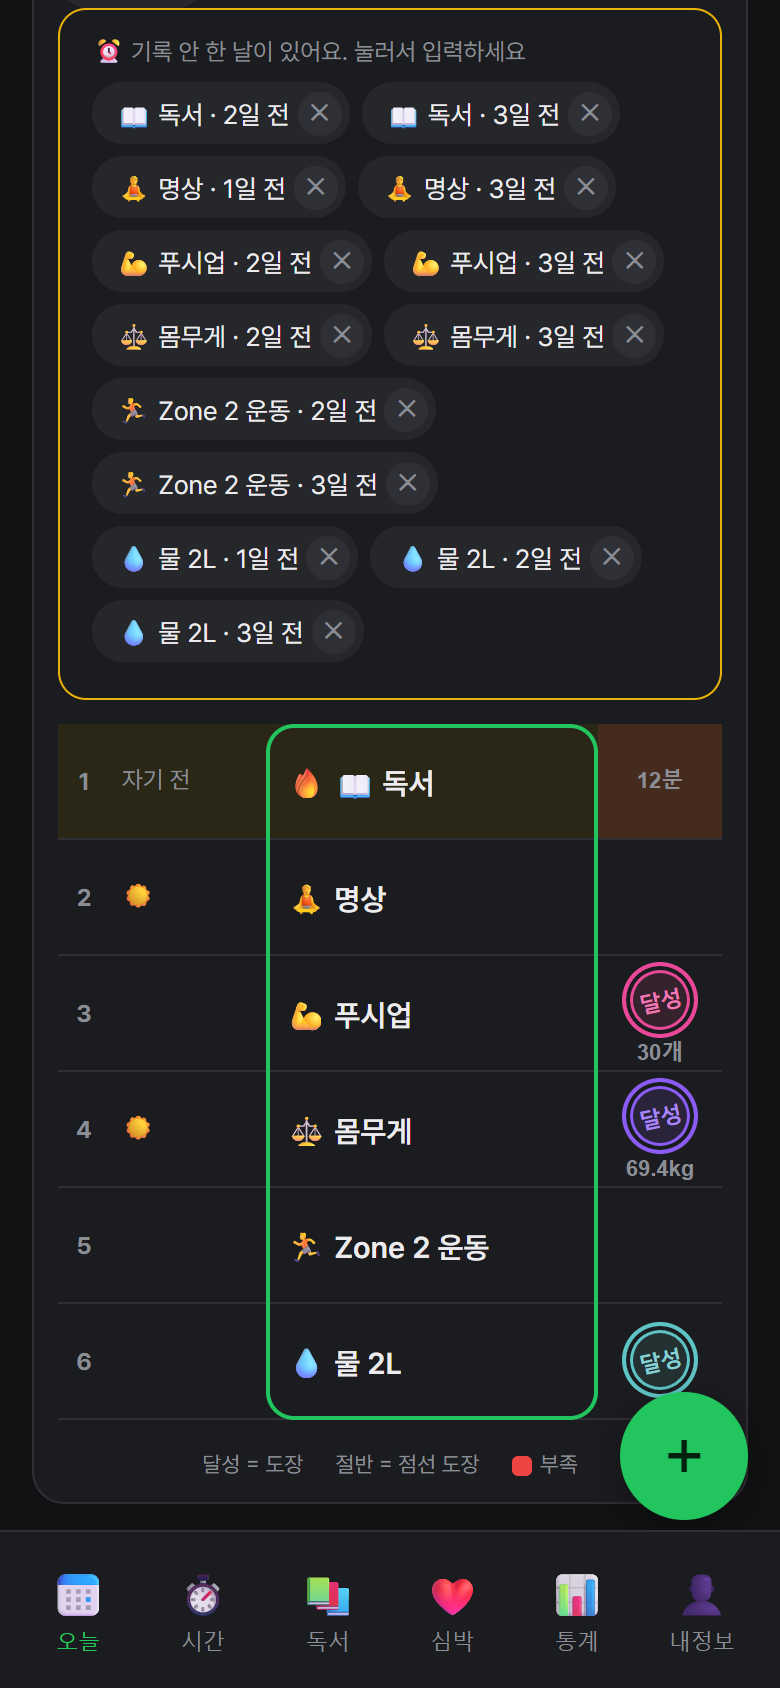 기록 안 한 날이 있어요. 눌러서 입력하세요
독서 · 2일 전 × 독서 · 3일 전 ×
명상 · 1일 전 × 명상 · 3일 전 ×
푸시업 · 2일 전 × 푸시업 · 3일 전 ×
몸무게 · 2일 전 × 몸무게 · 3일 전 ×
Zone 2 운동 · 2일 전 ×
Zone 2 운동 · 3일 전 ×
물 2L · 1일 전 × 물 2L · 2일 전 ×
물 2L · 3일 전 ×
1 자기 전 독서 12분
2 명상
3 푸시업 달성
30개
4 몸무게 달성
69.4kg
5 Zone 2 운동
6 물 2L 달성
달성 = 도장 절반 = 점선 도장 부족
+
오늘 시간 독서 심박 통계 내정보